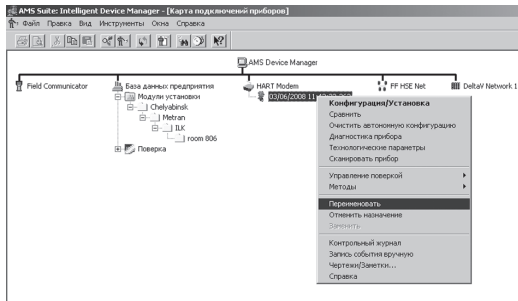 AMS Suite: Intelligent Device Manager - [Карта подключений приборов]
Файл Правка Вид Инструменты Окна Справка
AMS Device Manager
Field Communicator
База данных предприятия
HART Modem
FF HSE Net
DeltaV Network 1
Модули установки
03/06/2008 11
Chelyabinsk
Metran
ILK
room 806
Поверка
Конфигурация/Установка
Сравнить
Очистить автономную конфигурацию
Диагностика прибора
Технологические параметры
Сканировать прибор
Управление поверкой
Методы
Переименовать
Отменить назначение
Заменить
Контрольный журнал
Запись события вручную
Чертежи/Заметки...
Справка